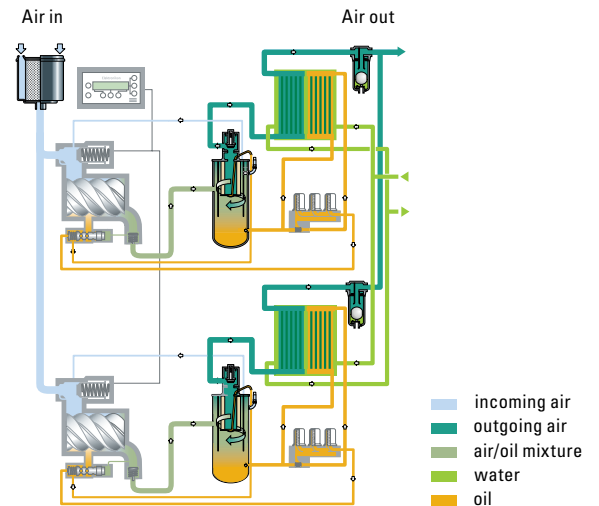 Air in
Air out
incoming air
outgoing air
air/oil mixture
water
oil